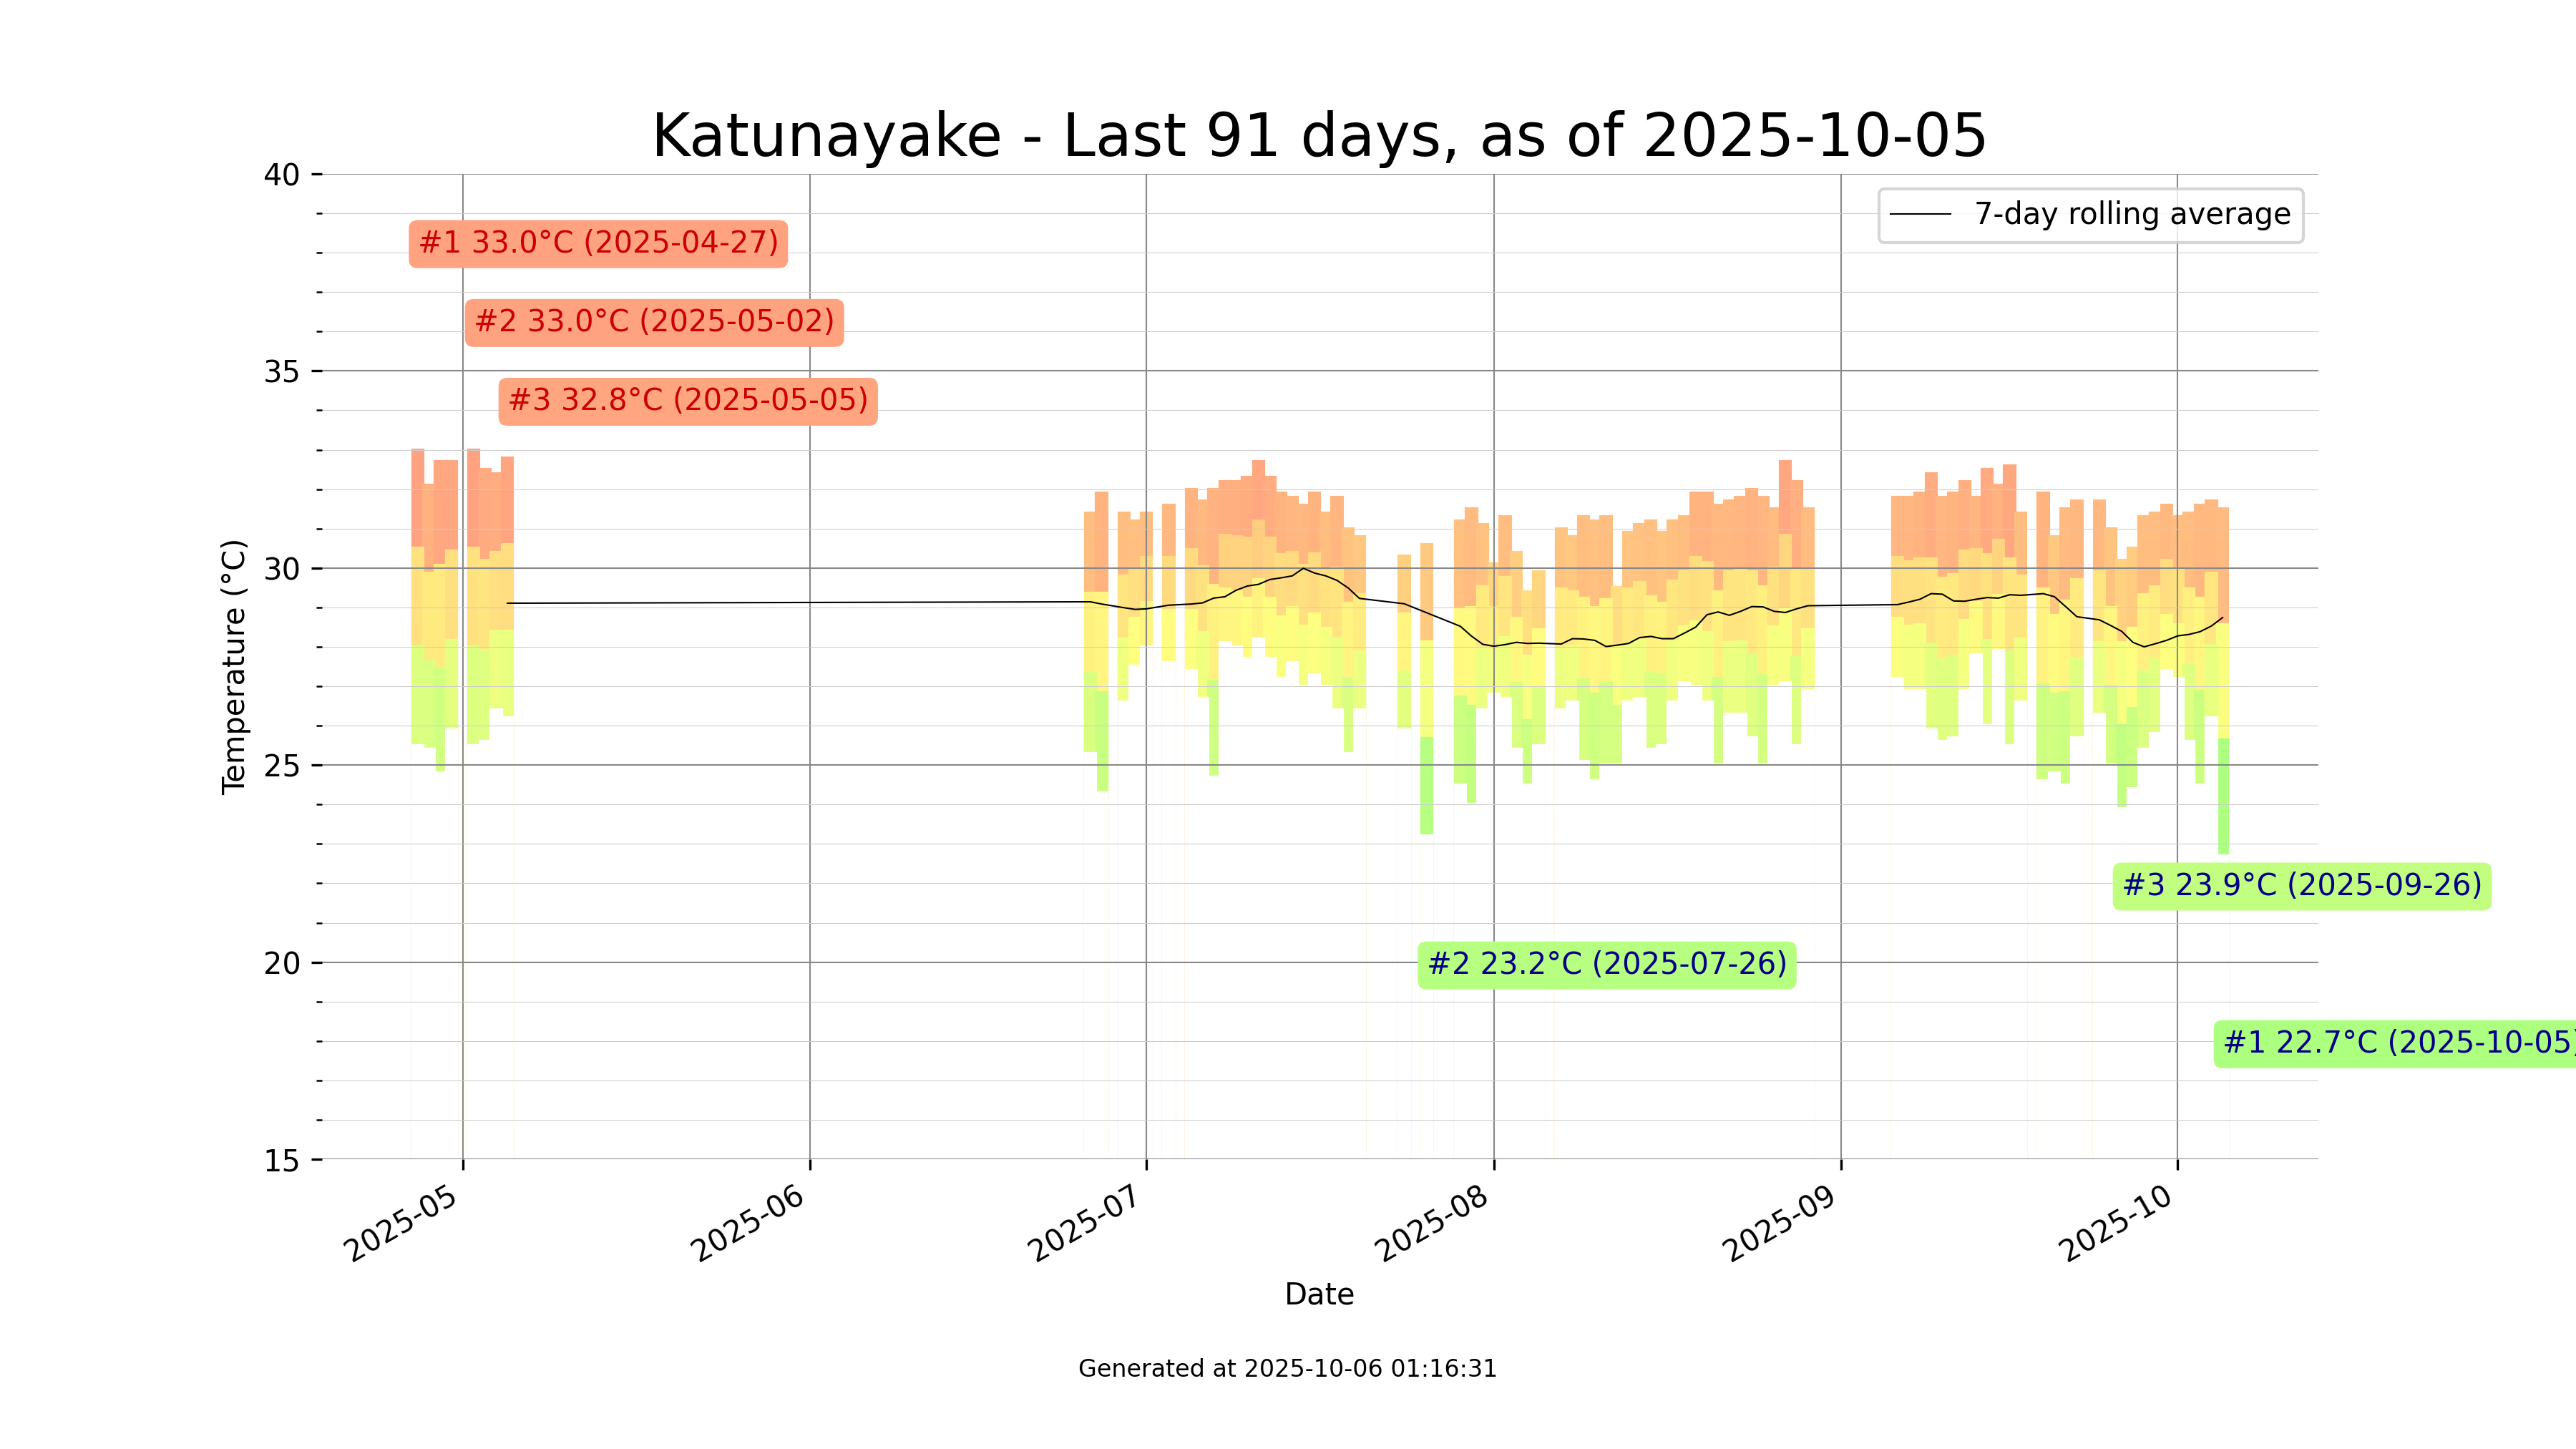 Katunayake - Last 91 days, as of 2025-10-05
7-day rolling average
#1 33.0°C (2025-04-27)
#2 33.0°C (2025-05-02)
#3 32.8°C (2025-05-05)
#3 23.9°C (2025-09-26)
#2 23.2°C (2025-07-26)
#1 22.7°C (2025-10-05)
Temperature (°C)
40
35
30
25
20
15
2025-05
2025-06
2025-07
2025-08
2025-09
2025-10
Date
Generated at 2025-10-06 01:16:31